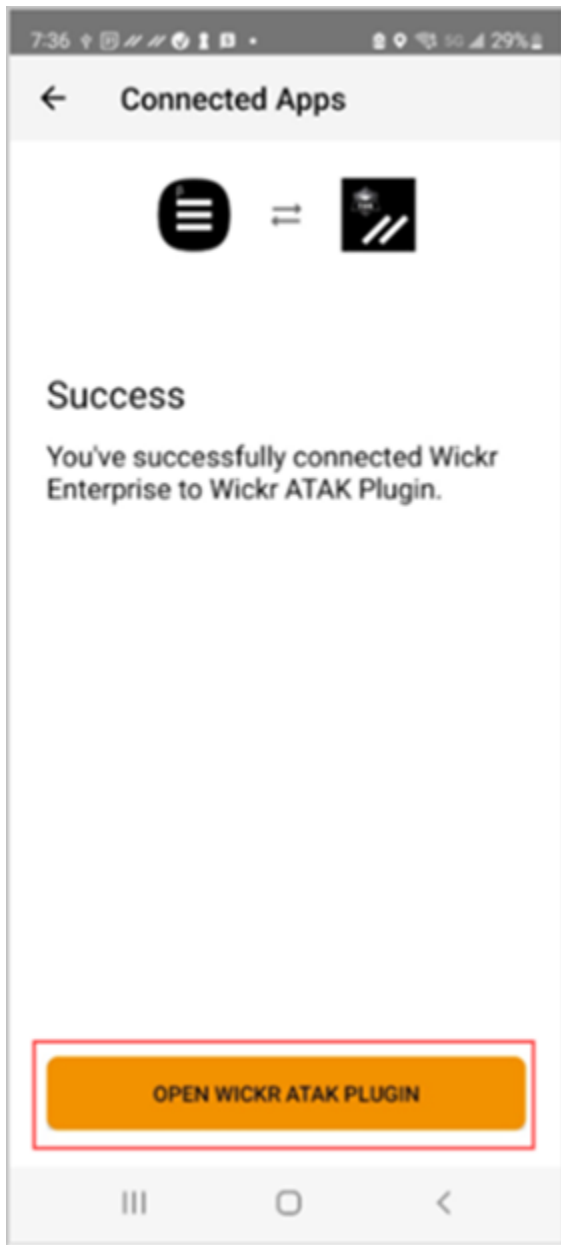 7:36 5G 29%
Connected Apps
Success
You've successfully connected Wickr
Enterprise to Wickr ATAK Plugin.
OPEN WICKR ATAK PLUGIN